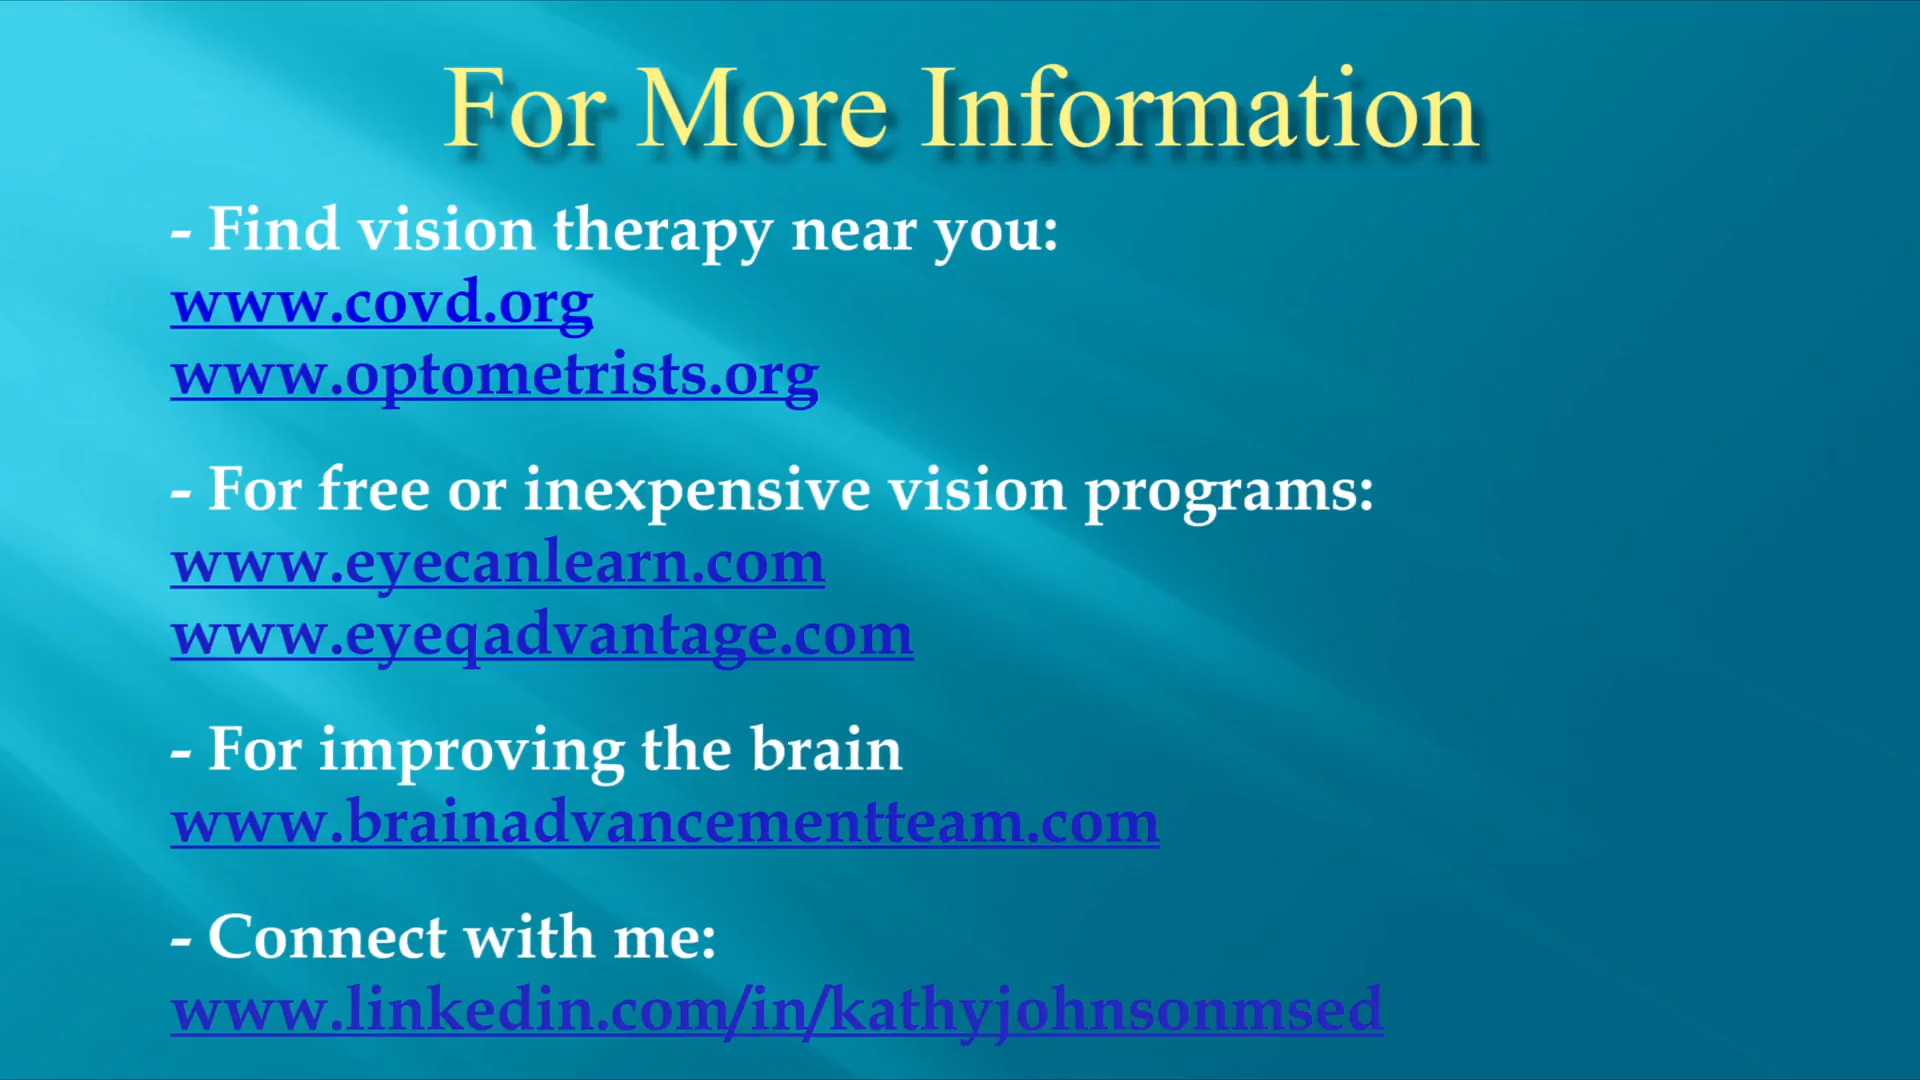 For More Information
- Find vision therapy near you:
www.covd.org
www.optometrists.org
- For free or inexpensive vision programs:
www.eyecanlearn.com
www.eyeqadvantage.com
- For improving the brain
www.brainadvancementteam.com
- Connect with me:
www.linkedin.com/in/kathyjohnsonmsed